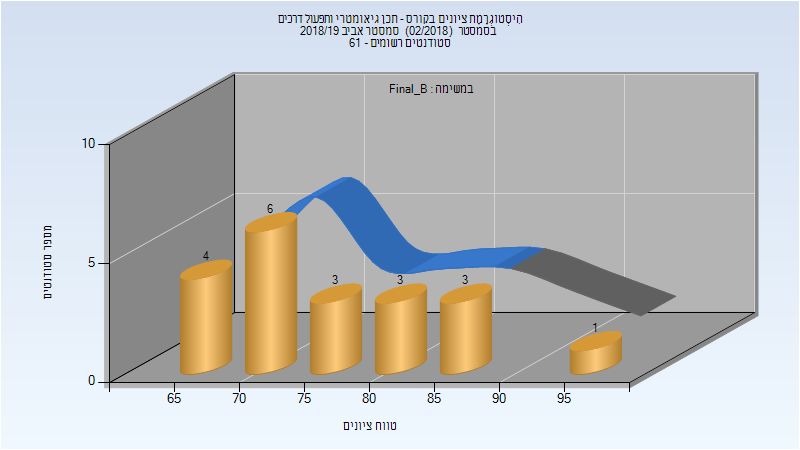 הִיסטוֹגְרָמַת ציונים בקורס - תכן גיאומטרי ותפעול דרכים
בסמסטר (02/2018) סמסטר אביב 2018/19
סטודנטים רשומים - 61
במשימה : Final_B
מספר סטודנטים
10
5
0
4
6
3
3
3
1
65
70
75
80
85
90
95
טווח ציונים